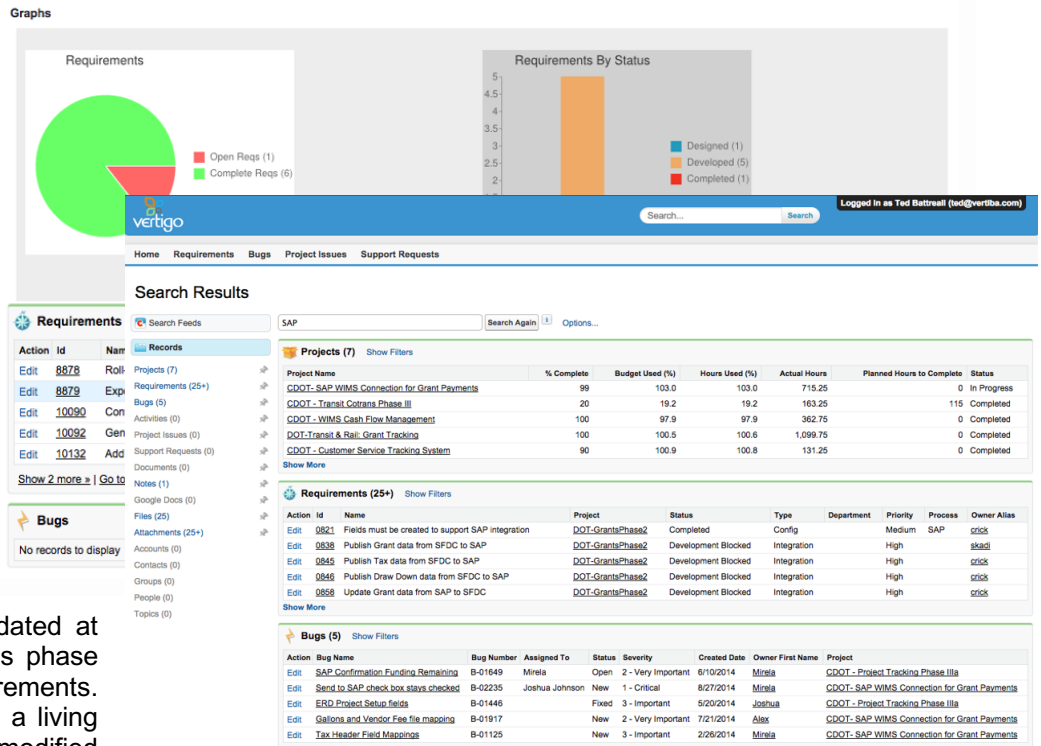 Graphs
Requirements
Open Reqs (1)
Complete Reqs (6)
Requirements By Status
5
4.5
4
3.5
3
2.5
2
Designed (1)
Developed (5)
Completed (1)
Requirements
Action Id
Edit 8878
Edit 8879
Edit 10090
Edit 10092
Edit 10132 Add
Show 2 more » | Go to
Bugs
No records to display
dated at
s phase
rements.
a living
modified
vertigo
Search...
Search
Logged in as Ted Battreall (ted@vertiba.com)
Home Requirements Bugs Project Issues Support Requests
Search Results
Search Feeds
Records
Projects (7)
Requirements (25+)
Bugs (5)
Activities (0)
Project Issues (0)
Support Requests (0)
Documents (0)
Notes (1)
Google Docs (0)
Files (25)
Attachments (25+)
Accounts (0)
Contacts (0)
Groups (0)
People (0)
Topics (0)
SAP
Search Again
i
Options...
Projects (7) Show Filters
Project Name % Complete Budget Used (%) Hours Used (%) Actual Hours Planned Hours to Complete Status
CDOT- SAP WIMS Connection for Grant Payments 99 103.0 103.0 715.25 0 In Progress
CDOT - Transit Cotrans Phase III 20 19.2 19.2 163.25 115 Completed
CDOT - WIMS Cash Flow Management 100 97.9 97.9 362.75 0 Completed
DOT-Transit & Rail: Grant Tracking 100 100.5 100.6 1,099.75 0 Completed
CDOT - Customer Service Tracking System 90 100.9 100.8 131.25 0 Completed
Show More
Requirements (25+) Show Filters
Action Id Name Project Status Type Department Priority Process Owner Alias
Edit 0821 Fields must be created to support SAP integration DOT-GrantsPhase2 Completed Config Medium SAP crick
Edit 0838 Publish Grant data from SFDC to SAP DOT-GrantsPhase2 Development Blocked Integration High skadi
Edit 0845 Publish Tax data from SFDC to SAP DOT-GrantsPhase2 Development Blocked Integration High crick
Edit 0846 Publish Draw Down data from SFDC to SAP DOT-GrantsPhase2 Development Blocked Integration High crick
Edit 0858 Update Grant data from SAP to SFDC DOT-GrantsPhase2 Development Blocked Integration High crick
Show More
Bugs (5) Show Filters
Action Bug Name Bug Number Assigned To Status Severity Created Date Owner First Name Project
Edit SAP Confirmation Funding Remaining B-01649 Mirela Open 2 - Very Important 6/10/2014 Mirela CDOT - Project Tracking Phase IIIa
Edit Send to SAP check box stays checked B-02235 Joshua Johnson New 1 - Critical 8/27/2014 Mirela CDOT- SAP WIMS Connection for Grant Payments
Edit ERD Project Setup fields B-01446 Fixed 3 - Important 5/20/2014 Joshua CDOT - Project Tracking Phase IIIa
Edit Gallons and Vendor Fee file mapping B-01917 New 2 - Very Important 7/21/2014 Alex CDOT- SAP WIMS Connection for Grant Payments
Edit Tax Header Field Mappings B-01125 New 3 - Important 2/26/2014 Mirela CDOT- SAP WIMS Connection for Grant Payments